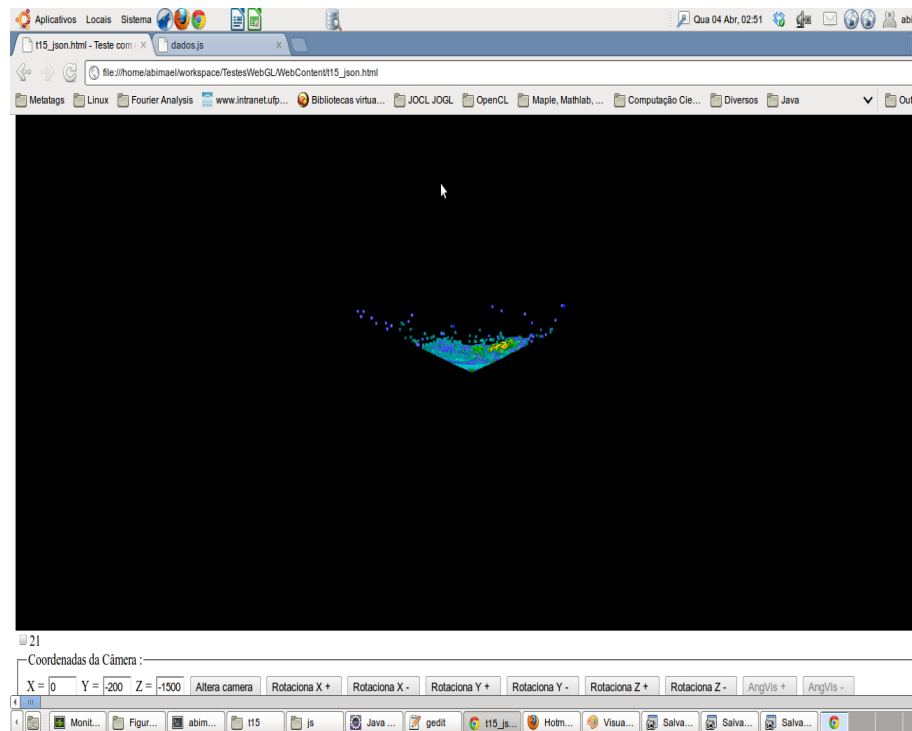 Aplicativos Locais Sistema Qua 04 Abr, 02:51 abi
t15_json.html - Teste com dados.js
file:///home/abimael/workspace/TestesWebGL/WebContent/t15_json.html
Metatags Linux Fourier Analysis www.intranet.ufp... Bibliotecas virtua... JOCL JOGL OpenCL Maple, Mathlab, ... Computação Cie... Diversos Java Out
21
Coordenadas da Câmera :
X = 0 Y = -200 Z = -1500 Altera camera Rotaciona X + Rotaciona X - Rotaciona Y + Rotaciona Y - Rotaciona Z + Rotaciona Z - AngVis + AngVis -
Monit... Figur... abim... t15 js Java ... gedit t15_js... Hotm... Visua... Salva... Salva... Salva...